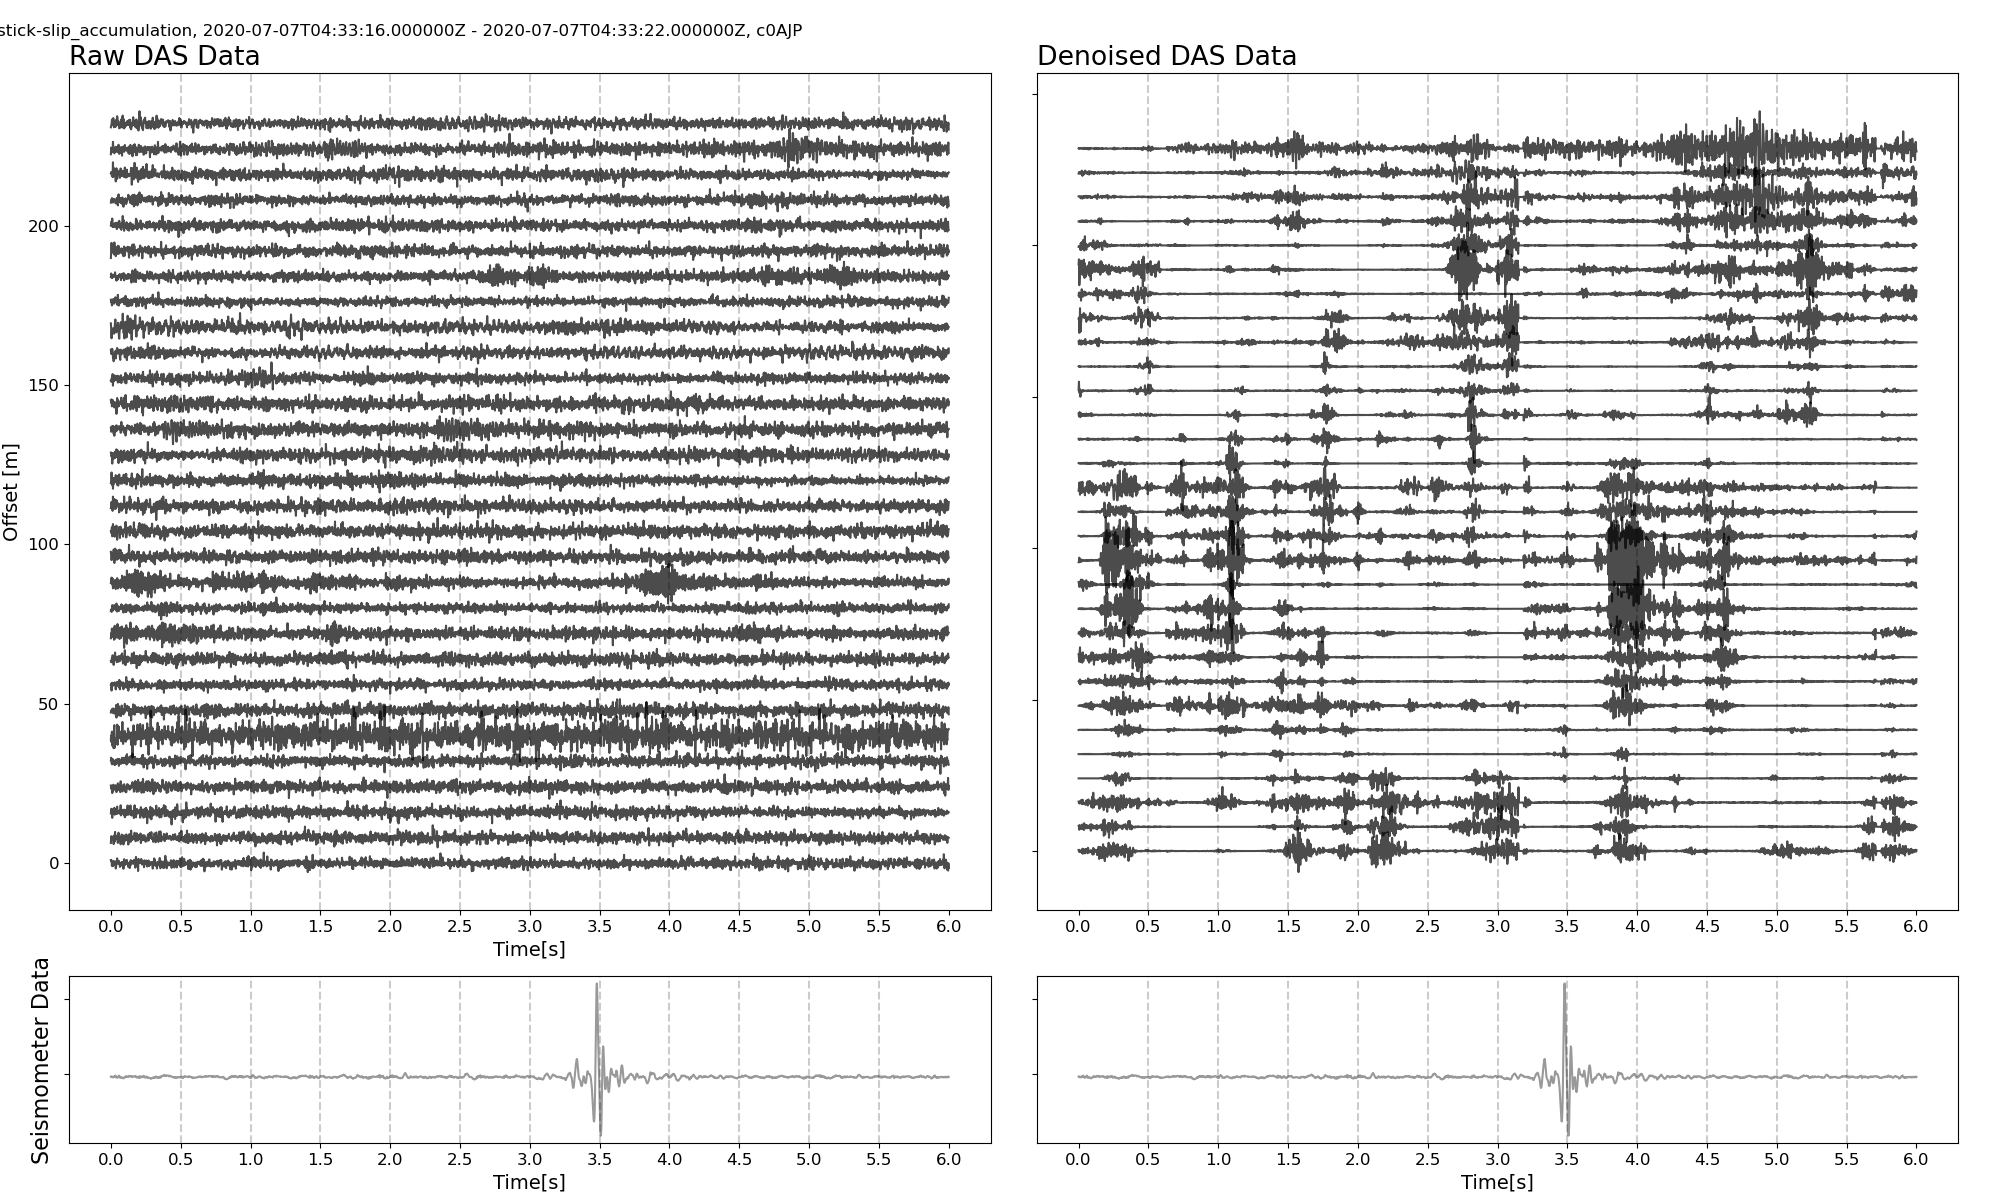 stick-slip_accumulation, 2020-07-07T04:33:16.000000Z - 2020-07-07T04:33:22.000000Z, c0AJP
Raw DAS Data
Denoised DAS Data
Offset [m]
200
150
100
50
0
0.0 0.5 1.0 1.5 2.0 2.5 3.0 3.5 4.0 4.5 5.0 5.5 6.0
Time[s]
0.0 0.5 1.0 1.5 2.0 2.5 3.0 3.5 4.0 4.5 5.0 5.5 6.0
Seismometer Data
0.0 0.5 1.0 1.5 2.0 2.5 3.0 3.5 4.0 4.5 5.0 5.5 6.0
Time[s]
0.0 0.5 1.0 1.5 2.0 2.5 3.0 3.5 4.0 4.5 5.0 5.5 6.0
Time[s]